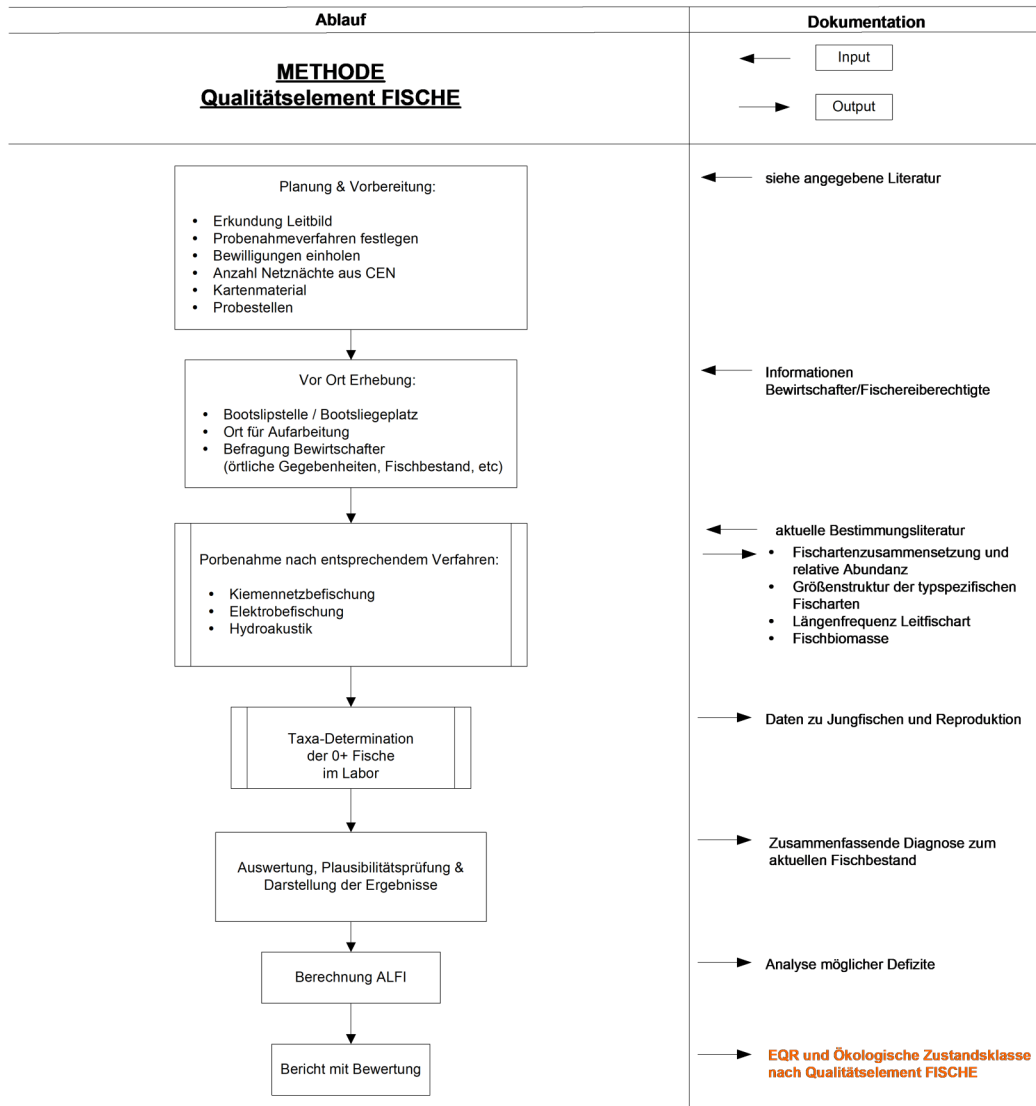 Ablauf
Dokumentation
METHODE
Qualitätselement FISCHE
Input
Output
Planung & Vorbereitung:
• Erkundung Leitbild
• Probenahmeverfahren festlegen
• Bewilligungen einholen
• Anzahl Netznächte aus CEN
• Kartenmaterial
• Probestellen
siehe angegebene Literatur
Vor Ort Erhebung:
• Bootslipstelle / Bootsliegeplatz
• Ort für Aufarbeitung
• Befragung Bewirtschafter
(örtliche Gegebenheiten, Fischbestand, etc)
Informationen
Bewirtschafter/Fischereiberechtigte
Porbenahme nach entsprechendem Verfahren:
• Kiemennetzbefischung
• Elektrobefischung
• Hydroakustik
aktuelle Bestimmungsliteratur
• Fischartenzusammensetzung und
relative Abundanz
• Größenstruktur der typspezifischen
Fischarten
• Längenfrequenz Leitfischart
• Fischbiomasse
Taxa-Determination
der 0+ Fische
im Labor
Daten zu Jungfischen und Reproduktion
Auswertung, Plausibilitätsprüfung &
Darstellung der Ergebnisse
Zusammenfassende Diagnose zum
aktuellen Fischbestand
Berechnung ALFI
Analyse möglicher Defizite
Bericht mit Bewertung
EQR und Ökologische Zustandsklasse
nach Qualitätselement FISCHE